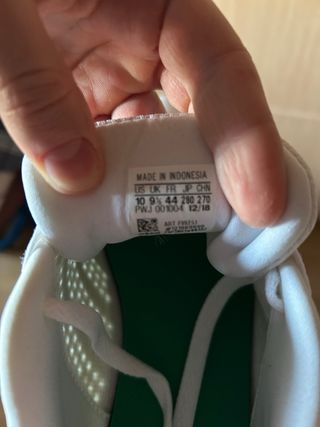 MADE IN INDONESIA
US UK FR JP CHN
10 9½ 44 280 270
PWJ 001004 12/18